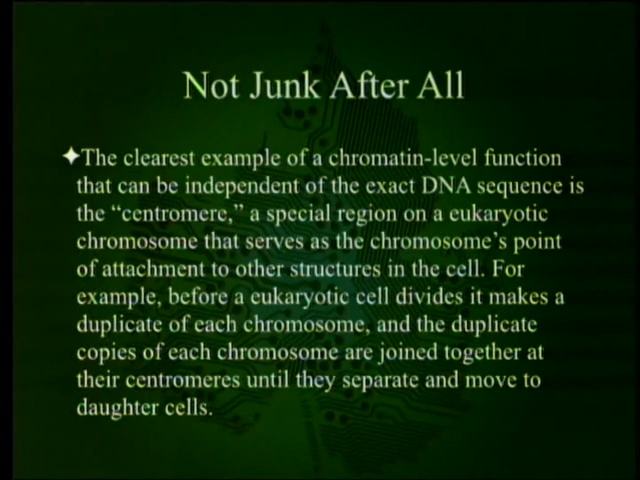 Not Junk After All
The clearest example of a chromatin-level function
that can be independent of the exact DNA sequence is
the “centromere,” a special region on a eukaryotic
chromosome that serves as the chromosome’s point
of attachment to other structures in the cell. For
example, before a eukaryotic cell divides it makes a
duplicate of each chromosome, and the duplicate
copies of each chromosome are joined together at
their centromeres until they separate and move to
daughter cells.